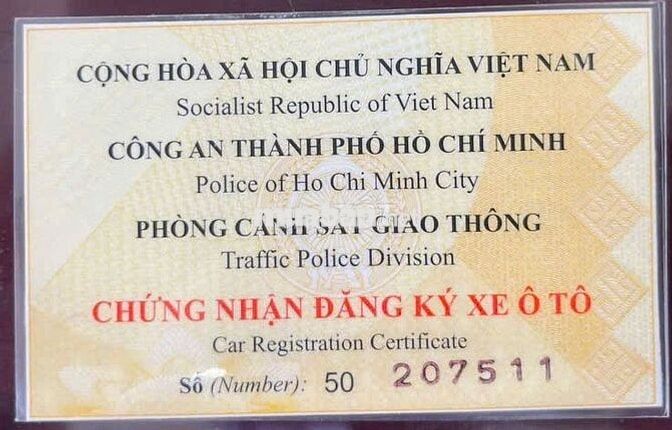 CỘNG HÒA XÃ HỘI CHỦ NGHĨA VIỆT NAM
Socialist Republic of Viet Nam
CÔNG AN THÀNH PHỐ HỒ CHÍ MINH
Police of Ho Chi Minh City
PHÒNG CẢNH SÁT GIAO THÔNG
Traffic Police Division
CHỨNG NHẬN ĐĂNG KÝ XE Ô TÔ
Car Registration Certificate
Số (Number): 50 207511